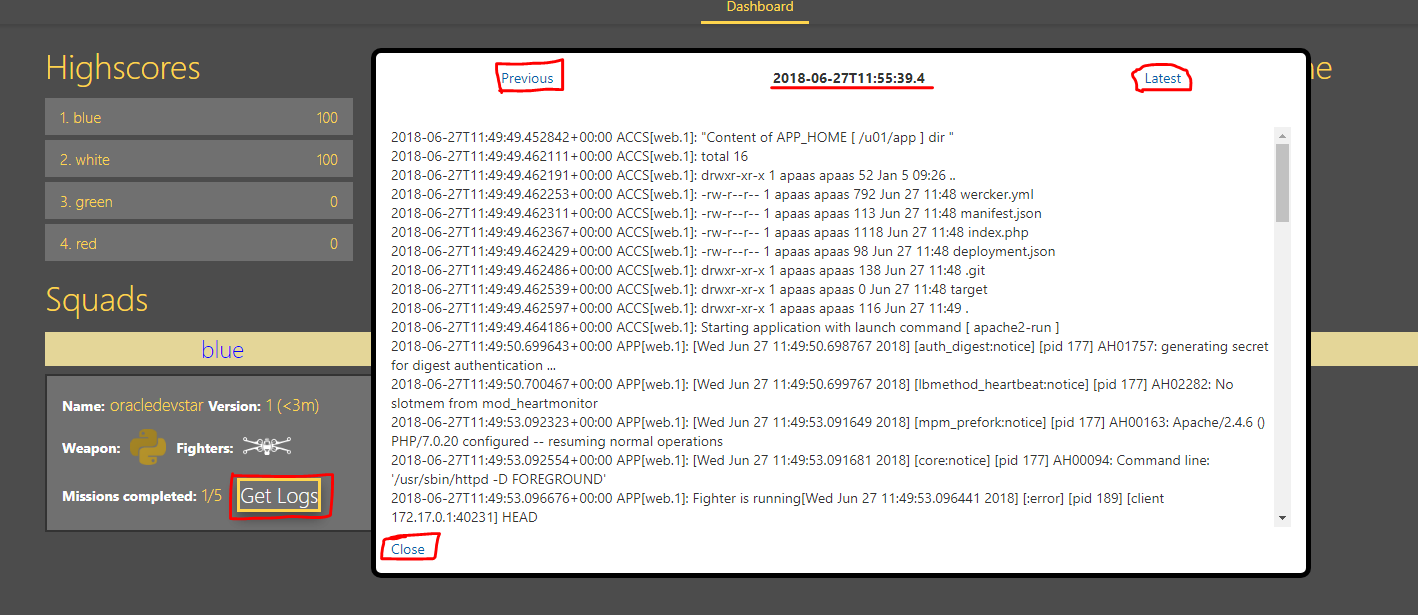 Dashboard
Highscores
1. blue 100
2. white 100
3. green 0
4. red 0
Squads
blue
Name: oracledevstar Version: 1 (<3m)
Weapon: Fighters:
Missions completed: 1/5 Get Logs
Previous 2018-06-27T11:55:39.4 Latest
2018-06-27T11:49:49.452842+00:00 ACCS[web.1]: "Content of APP_HOME [ /u01/app ] dir "
2018-06-27T11:49:49.462111+00:00 ACCS[web.1]: total 16
2018-06-27T11:49:49.462191+00:00 ACCS[web.1]: drwxr-xr-x 1 apaas apaas 52 Jan 5 09:26 ..
2018-06-27T11:49:49.462253+00:00 ACCS[web.1]: -rw-r--r-- 1 apaas apaas 792 Jun 27 11:48 wercker.yml
2018-06-27T11:49:49.462311+00:00 ACCS[web.1]: -rw-r--r-- 1 apaas apaas 113 Jun 27 11:48 manifest.json
2018-06-27T11:49:49.462367+00:00 ACCS[web.1]: -rw-r--r-- 1 apaas apaas 1118 Jun 27 11:48 index.php
2018-06-27T11:49:49.462429+00:00 ACCS[web.1]: -rw-r--r-- 1 apaas apaas 98 Jun 27 11:48 deployment.json
2018-06-27T11:49:49.462486+00:00 ACCS[web.1]: drwxr-xr-x 1 apaas apaas 138 Jun 27 11:48 .git
2018-06-27T11:49:49.462539+00:00 ACCS[web.1]: drwxr-xr-x 1 apaas apaas 0 Jun 27 11:48 target
2018-06-27T11:49:49.462597+00:00 ACCS[web.1]: drwxr-xr-x 1 apaas apaas 116 Jun 27 11:49 .
2018-06-27T11:49:49.464186+00:00 ACCS[web.1]: Starting application with launch command [ apache2-run ]
2018-06-27T11:49:50.699643+00:00 APP[web.1]: [Wed Jun 27 11:49:50.698767 2018] [auth_digest:notice] [pid 177] AH01757: generating secret
for digest authentication ...
2018-06-27T11:49:50.700467+00:00 APP[web.1]: [Wed Jun 27 11:49:50.699767 2018] [lbmethod_heartbeat:notice] [pid 177] AH02282: No
slotmem from mod_heartmonitor
2018-06-27T11:49:53.092323+00:00 APP[web.1]: [Wed Jun 27 11:49:53.091649 2018] [mpm_prefork:notice] [pid 177] AH00163: Apache/2.4.6 ()
PHP/7.0.20 configured -- resuming normal operations
2018-06-27T11:49:53.092554+00:00 APP[web.1]: [Wed Jun 27 11:49:53.091681 2018] [core:notice] [pid 177] AH00094: Command line:
'/usr/sbin/httpd -D FOREGROUND'
2018-06-27T11:49:53.096676+00:00 APP[web.1]: Fighter is running[Wed Jun 27 11:49:53.096441 2018] [:error] [pid 189] [client
172.17.0.1:40231] HEAD
Close